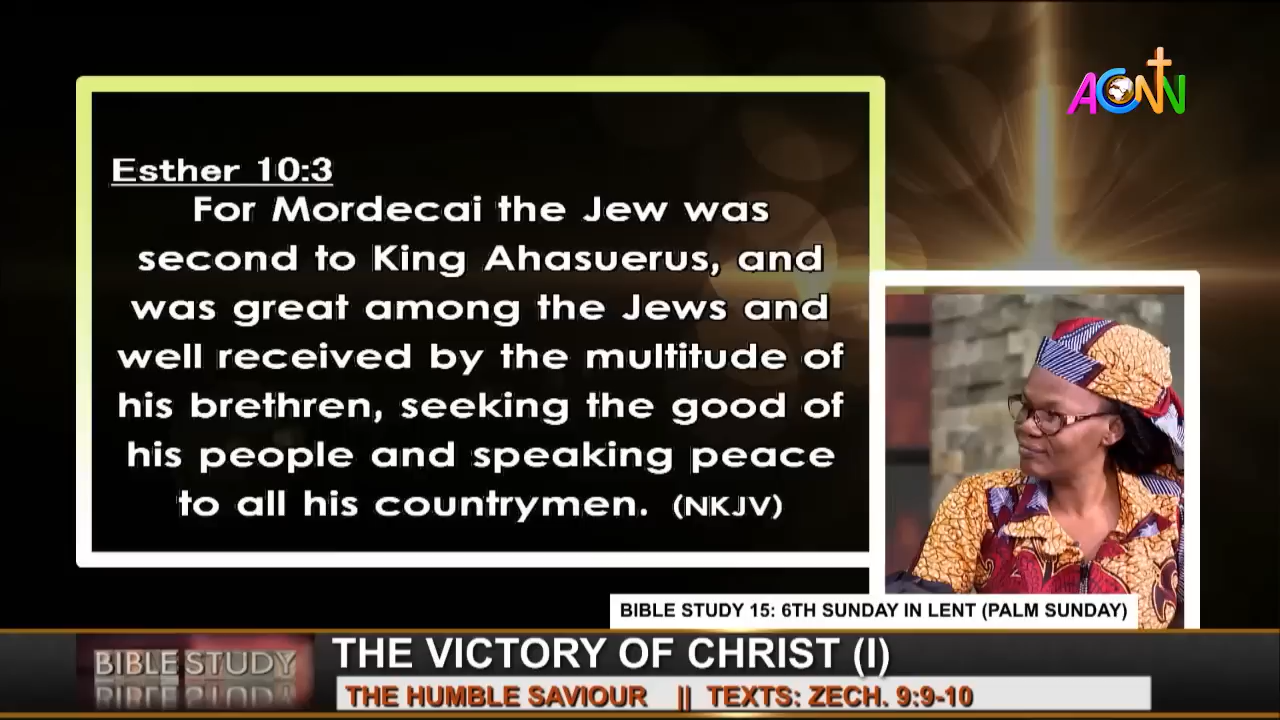 ACNN
Esther 10:3
For Mordecai the Jew was
second to King Ahasuerus, and
was great among the Jews and
well received by the multitude of
his brethren, seeking the good of
his people and speaking peace
to all his countrymen. (NKJV)
BIBLE STUDY 15: 6TH SUNDAY IN LENT (PALM SUNDAY)
BIBLE STUDY
THE VICTORY OF CHRIST (I)
THE HUMBLE SAVIOUR || TEXTS: ZECH. 9:9-10